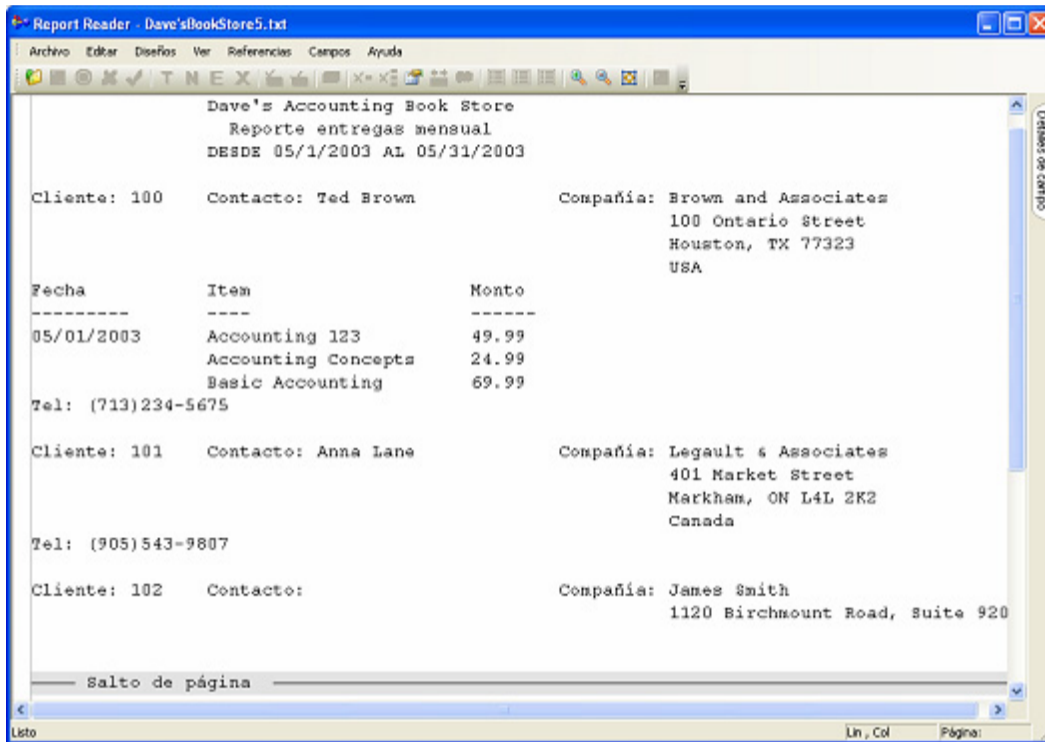 Report Reader - Dave'sBookStore5.txt
Archivo Editar Diseños Ver Referencias Campos Ayuda
T N E X
Dave's Accounting Book Store
Reporte entregas mensual
DESDE 05/1/2003 AL 05/31/2003
Cliente: 100 Contacto: Ted Brown Compañía: Brown and Associates
100 Ontario Street
Houston, TX 77323
USA
Fecha Item Monto
--------- ---- ------
05/01/2003 Accounting 123 49.99
Accounting Concepts 24.99
Basic Accounting 69.99
Tel: (713)234-5675
Cliente: 101 Contacto: Anna Lane Compañía: Legault & Associates
401 Market Street
Markham, ON L4L 2K2
Canada
Tel: (905)543-9807
Cliente: 102 Contacto: Compañía: James Smith
1120 Birchmount Road, Suite 920
Salto de página
Listo Lin , Col Página:
Detalles de campo